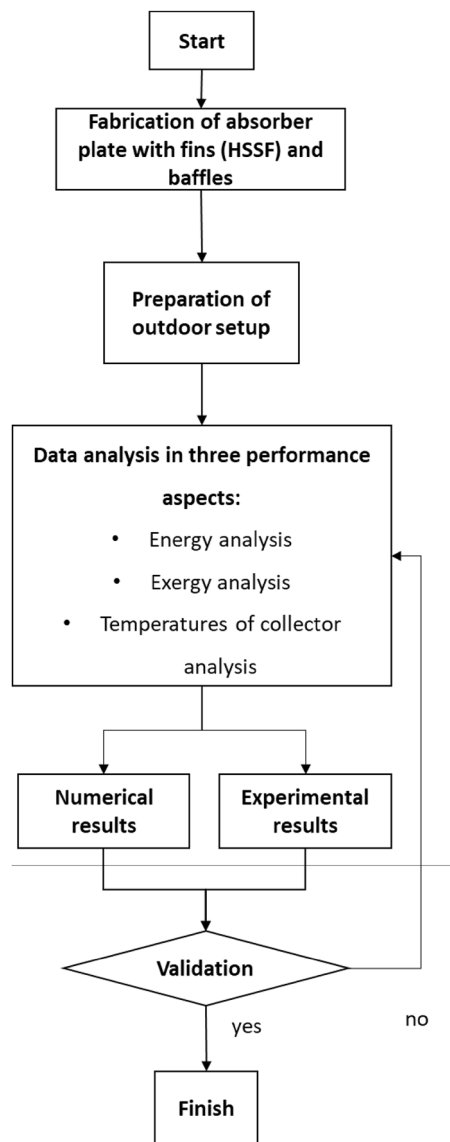 Start
Fabrication of absorber
plate with fins (HSSF) and
baffles
Preparation of
outdoor setup
Data analysis in three performance
aspects:
• Energy analysis
• Exergy analysis
• Temperatures of collector
analysis
Numerical
results
Experimental
results
Validation
yes
no
Finish